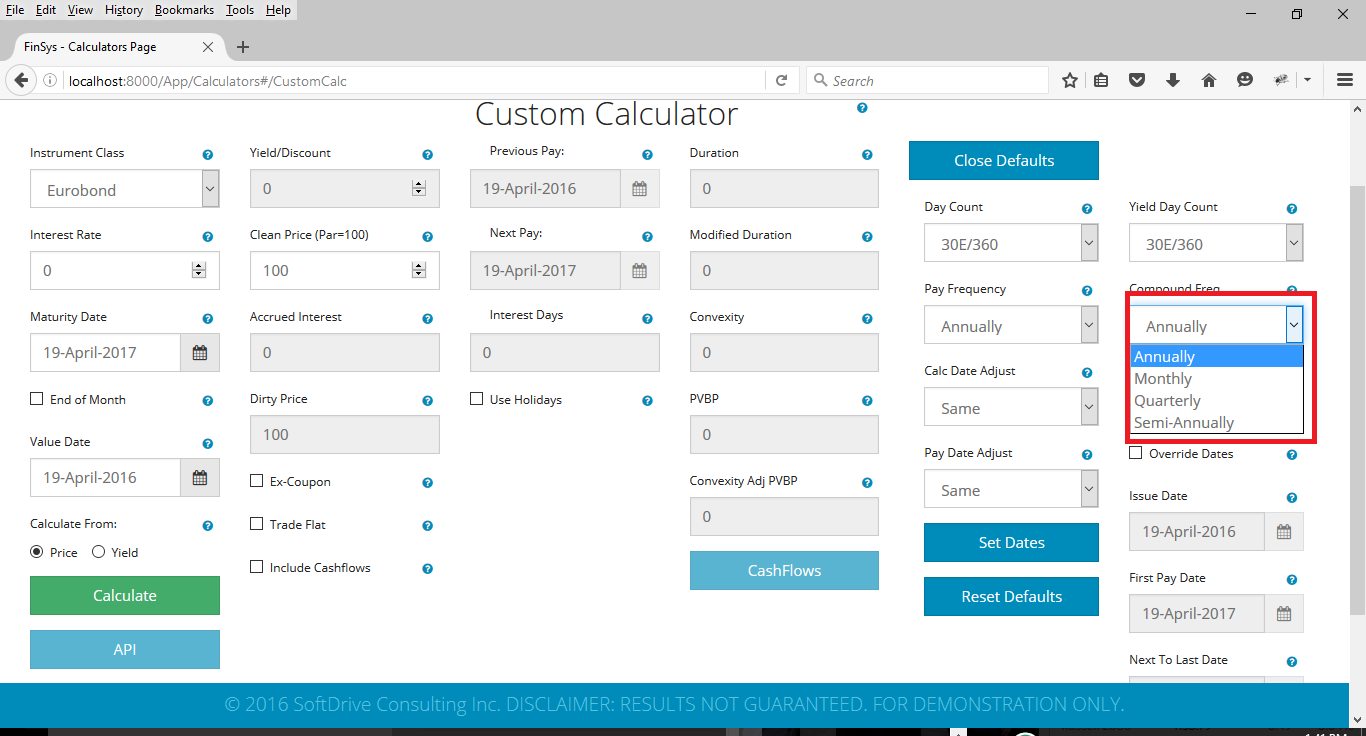 File Edit View History Bookmarks Tools Help
FinSys - Calculators Page
localhost:8000/App/Calculators#/CustomCalc
Search
Custom Calculator
Instrument Class
Eurobond
Interest Rate
0
Maturity Date
19-April-2017
End of Month
Value Date
19-April-2016
Calculate From:
Price Yield
Calculate
API
Yield/Discount
0
Clean Price (Par=100)
100
Accrued Interest
0
Dirty Price
100
Ex-Coupon
Trade Flat
Include Cashflows
Previous Pay:
19-April-2016
Next Pay:
19-April-2017
Interest Days
0
Use Holidays
Duration
0
Modified Duration
0
Convexity
0
PVBP
0
Convexity Adj PVBP
0
CashFlows
Close Defaults
Day Count
30E/360
Pay Frequency
Annually
Calc Date Adjust
Same
Pay Date Adjust
Same
Set Dates
Reset Defaults
Yield Day Count
30E/360
Compound Freq
Annually
Annually
Monthly
Quarterly
Semi-Annually
Override Dates
Issue Date
19-April-2016
First Pay Date
19-April-2017
Next To Last Date
© 2016 SoftDrive Consulting Inc. DISCLAIMER: RESULTS NOT GUARANTEED. FOR DEMONSTRATION ONLY.